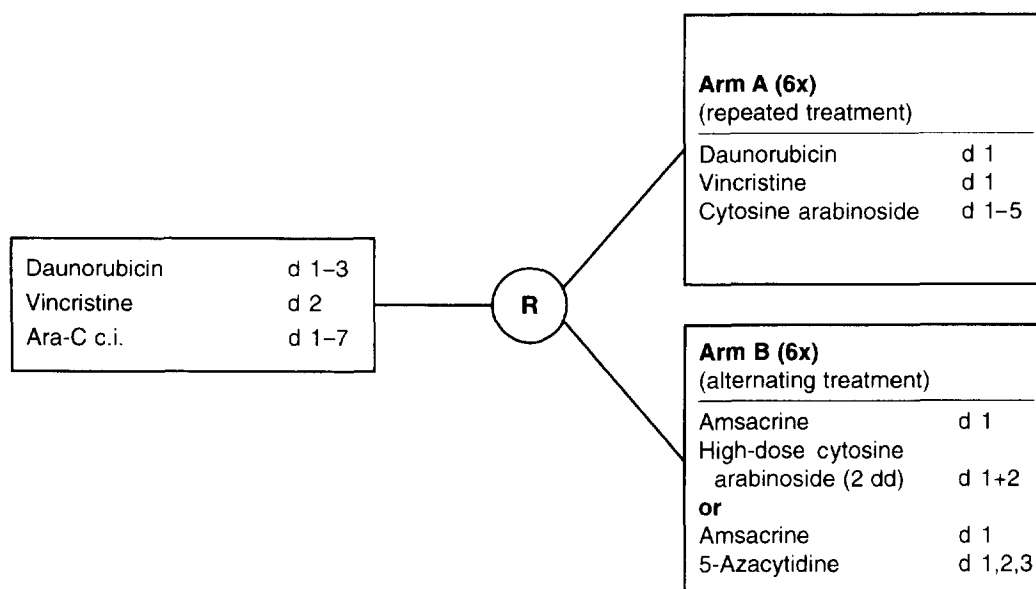 Daunorubicin d 1–3
Vincristine d 2
Ara-C c.i. d 1–7
R
Arm A (6x)
(repeated treatment)
Daunorubicin d 1
Vincristine d 1
Cytosine arabinoside d 1–5
Arm B (6x)
(alternating treatment)
Amsacrine d 1
High-dose cytosine
arabinoside (2 dd) d 1+2
or
Amsacrine d 1
5-Azacytidine d 1,2,3